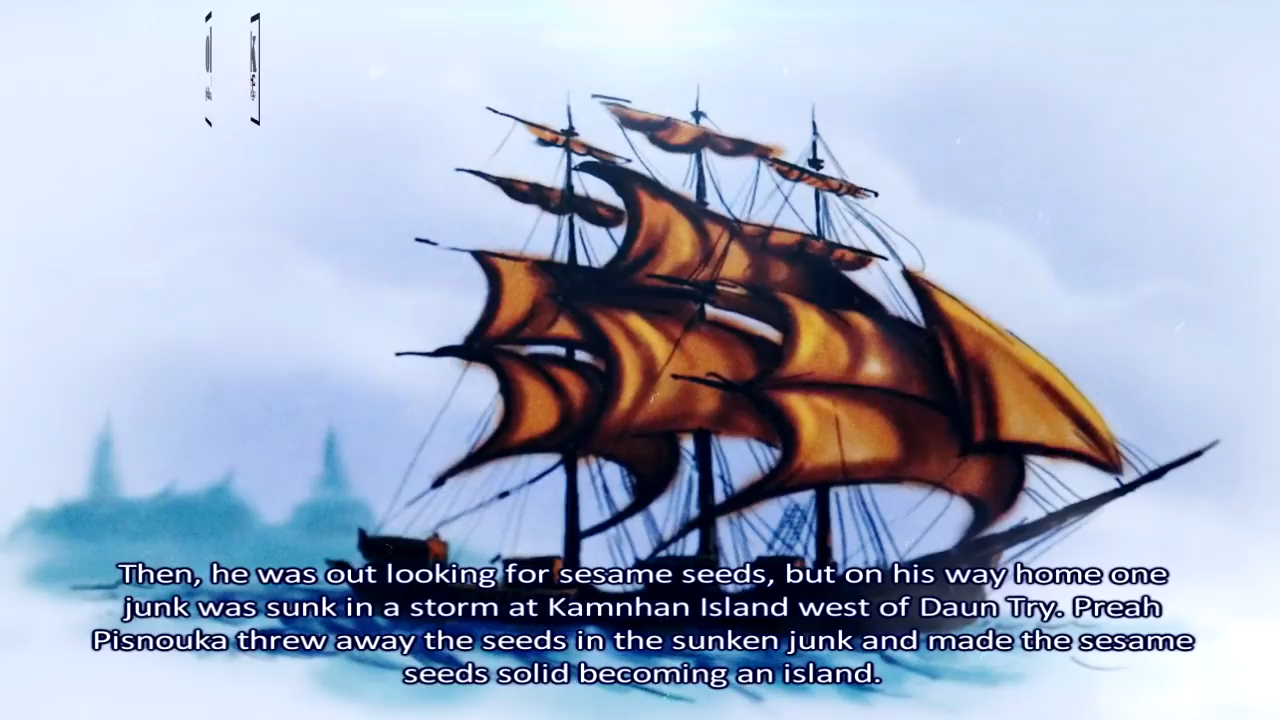 Then, he was out looking for sesame seeds, but on his way home one
junk was sunk in a storm at Kamnhan Island west of Daun Try. Preah
Pisnouka threw away the seeds in the sunken junk and made the sesame
seeds solid becoming an island.